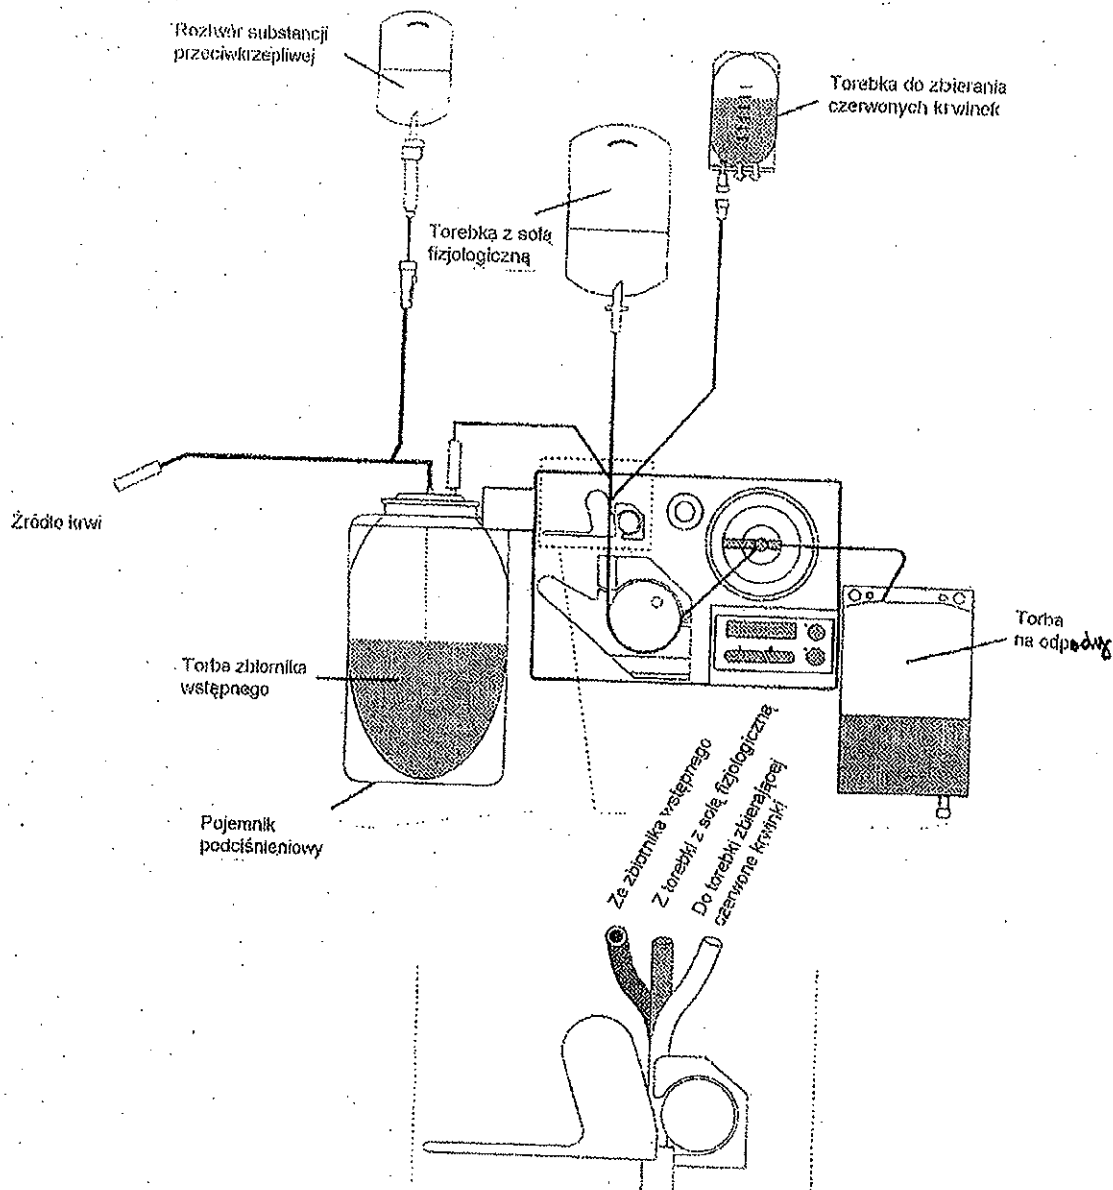 Roztwór substancji
przeciwkrzepliwej
Torebka do zbierania
czerwonych krwinek
Torebka z solą
fizjologiczną
Źródło krwi
Torba zbiornika
wstępnego
Torba
na odpady
Pojemnik
podciśnieniowy
Ze zbiornika wstępnego
Z torebki z solą fizjologiczną
Do torebki zbierającej
czerwone krwinki